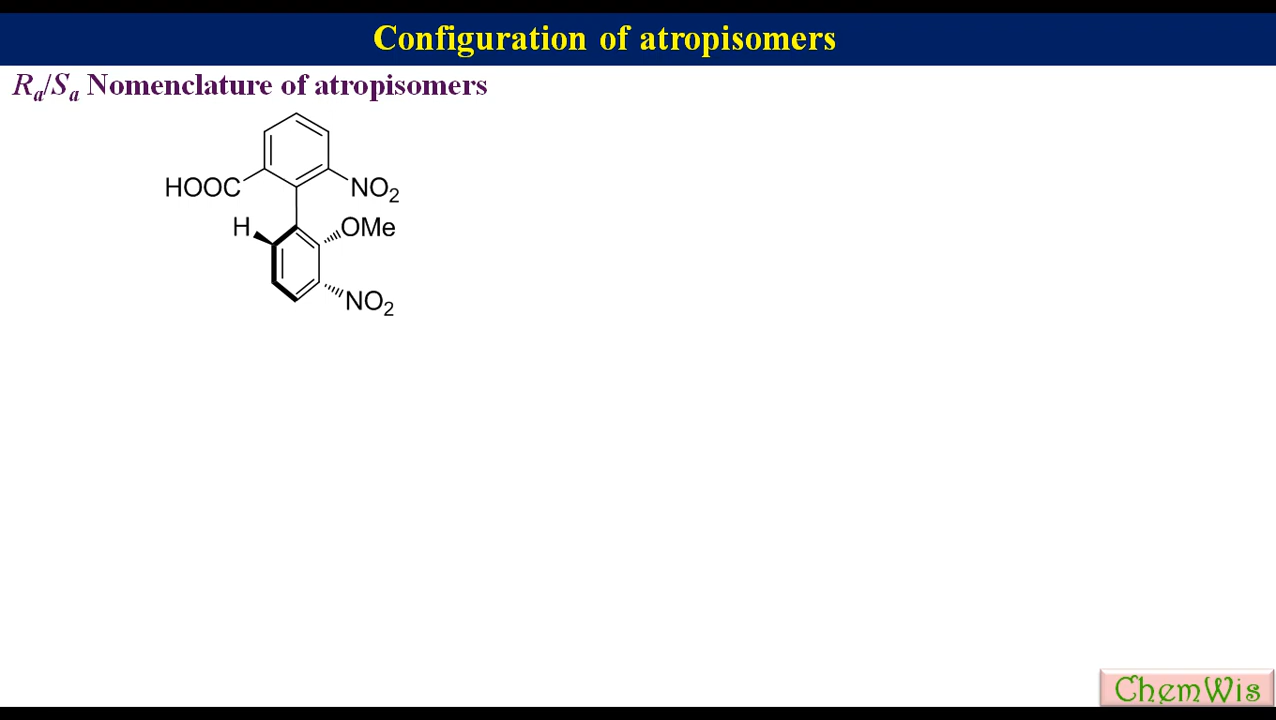 Configuration of atropisomers
Rₐ/Sₐ Nomenclature of atropisomers
HOOC
NO₂
H
OMe
NO₂
ChemWis